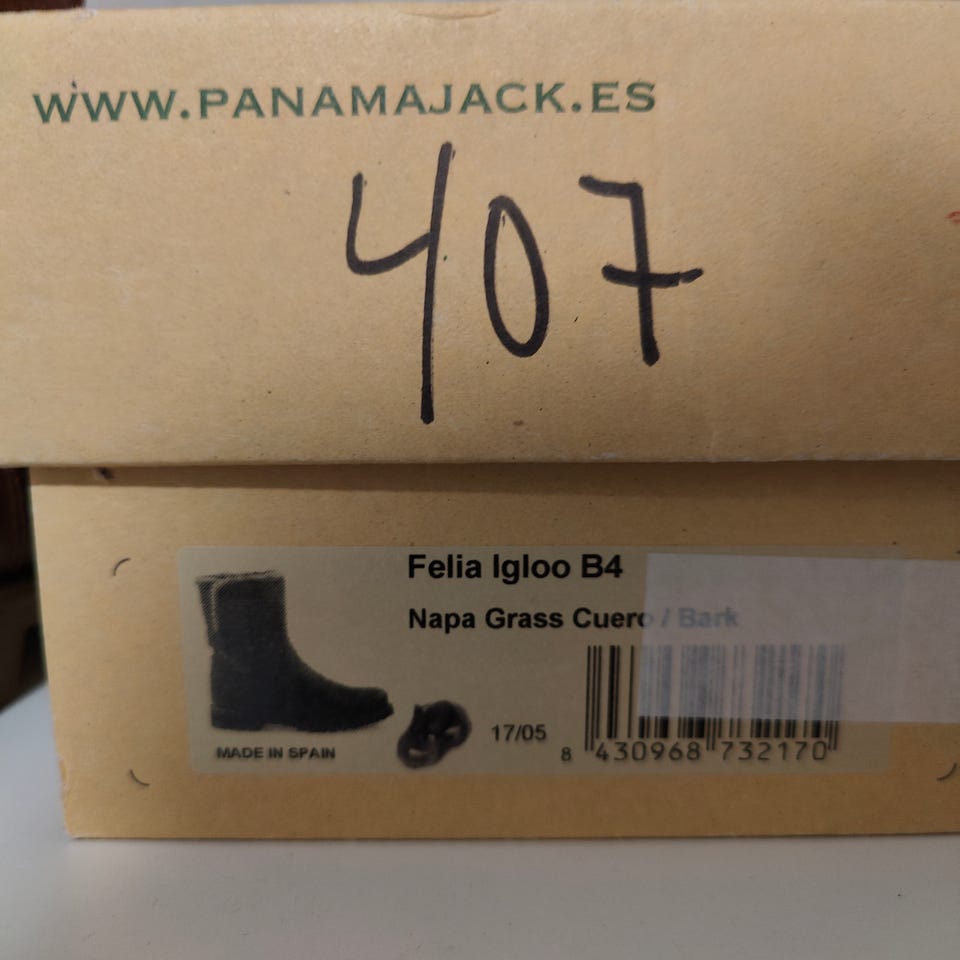 WWW.PANAMAJACK.ES
407
Felia Igloo B4
Napa Grass Cuero / Bark
17/05
MADE IN SPAIN
8 430968 732170